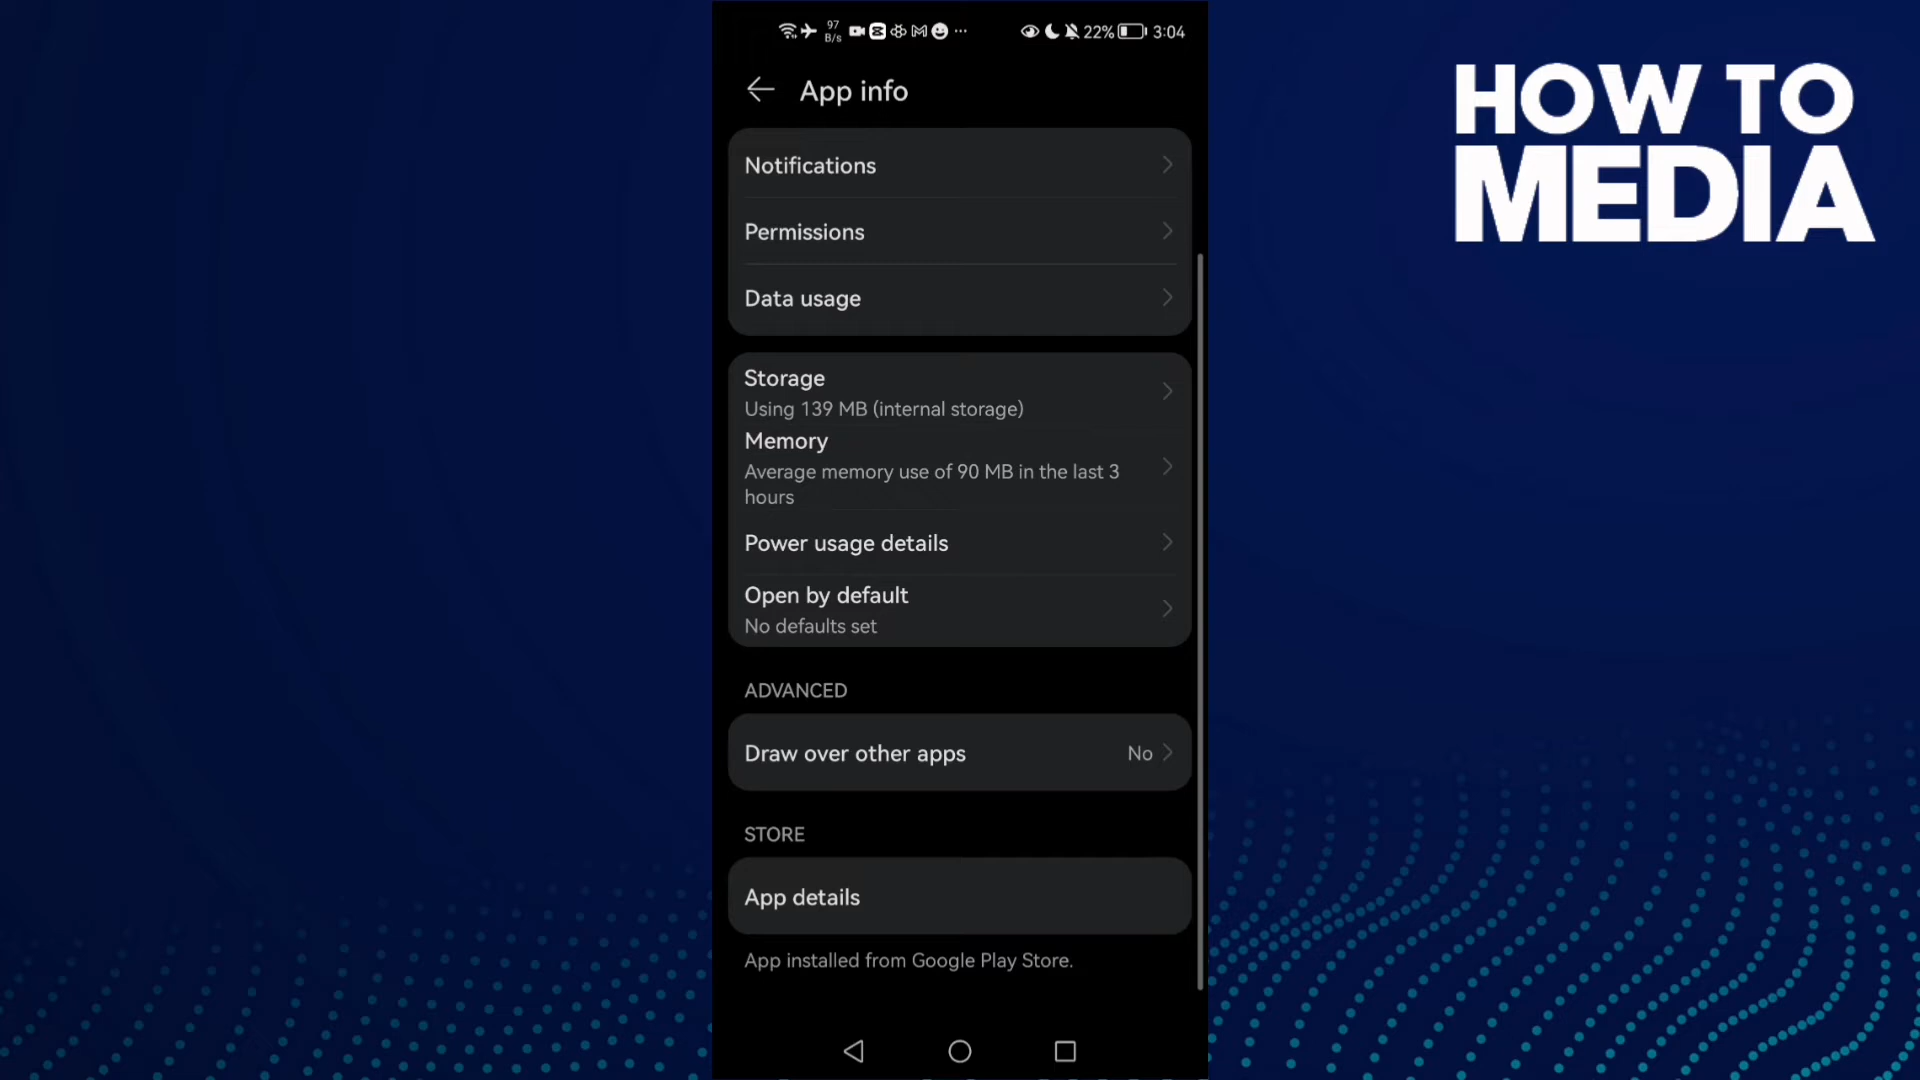 97
B/s
22%
3:04
App info
HOW TO
MEDIA
Notifications
Permissions
Data usage
Storage
Using 139 MB (internal storage)
Memory
Average memory use of 90 MB in the last 3
hours
Power usage details
Open by default
No defaults set
ADVANCED
Draw over other apps
No
STORE
App details
App installed from Google Play Store.